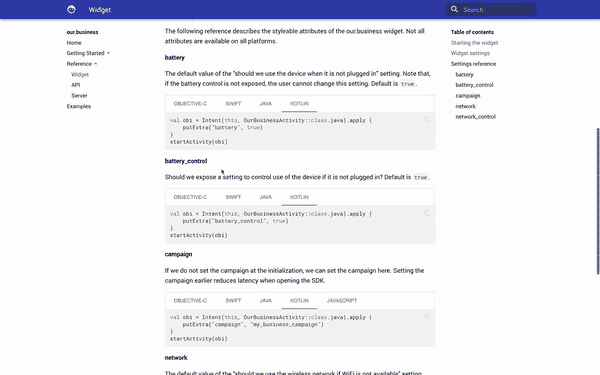 Widget
Search
our.business
Home
Getting Started
Reference
Widget
API
Server
Examples
The following reference describes the styleable attributes of the our.business widget. Not all
attributes are available on all platforms.
battery
The default value of the "should we use the device when it is not plugged in" setting. Note that,
if the battery control is not exposed, the user cannot change this setting. Default is true.
OBJECTIVE-C SWIFT JAVA KOTLIN
val obi = Intent(this, OurBusinessActivity::class.java).apply {
putExtra("battery", true)
}
startActivity(obi)
battery_control
Should we expose a setting to control use of the device if it is not plugged in? Default is true.
OBJECTIVE-C SWIFT JAVA KOTLIN
val obi = Intent(this, OurBusinessActivity::class.java).apply {
putExtra("battery_control", true)
}
startActivity(obi)
campaign
If we do not set the campaign at the initialization, we can set the campaign here. Setting the
campaign earlier reduces latency when opening the SDK.
OBJECTIVE-C SWIFT JAVA KOTLIN JAVASCRIPT
val obi = Intent(this, OurBusinessActivity::class.java).apply {
putExtra("campaign", "my_business_campaign")
}
startActivity(obi)
network
The default value of the "should we use the wireless network if WiFi is not available" setting.
Table of contents
Starting the widget
Widget settings
Settings reference
battery
battery_control
campaign
network
network_control